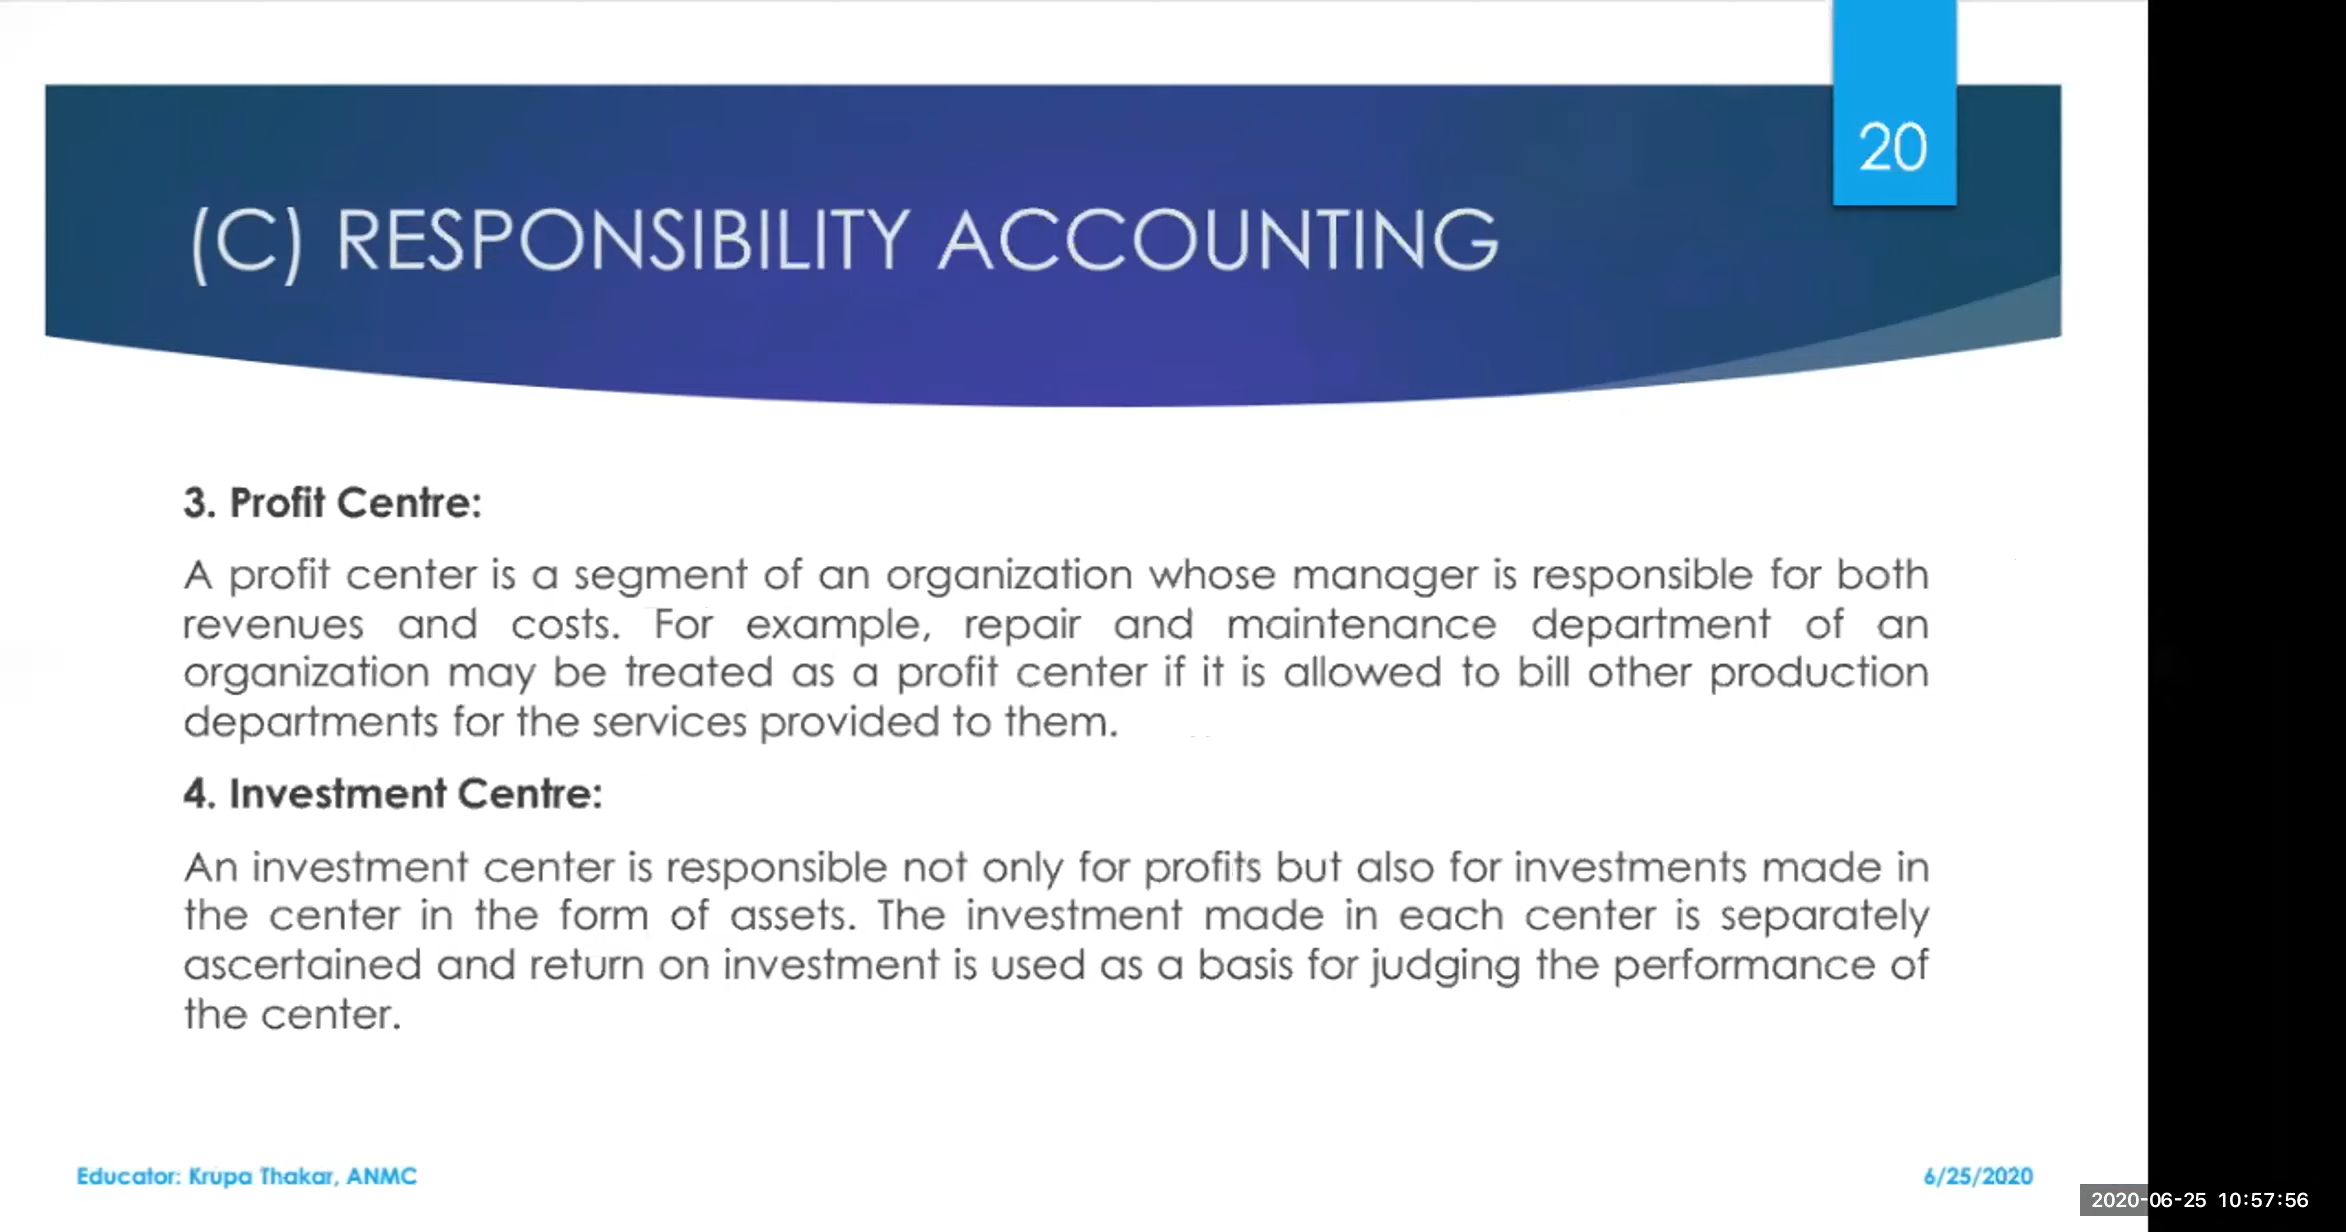 20
(C) RESPONSIBILITY ACCOUNTING
3. Profit Centre:
A profit center is a segment of an organization whose manager is responsible for both
revenues and costs. For example, repair and maintenance department of an
organization may be treated as a profit center if it is allowed to bill other production
departments for the services provided to them.
4. Investment Centre:
An investment center is responsible not only for profits but also for investments made in
the center in the form of assets. The investment made in each center is separately
ascertained and return on investment is used as a basis for judging the performance of
the center.
Educator: Krupa Thakar, ANMC
6/25/2020
2020-06-25 10:57:56